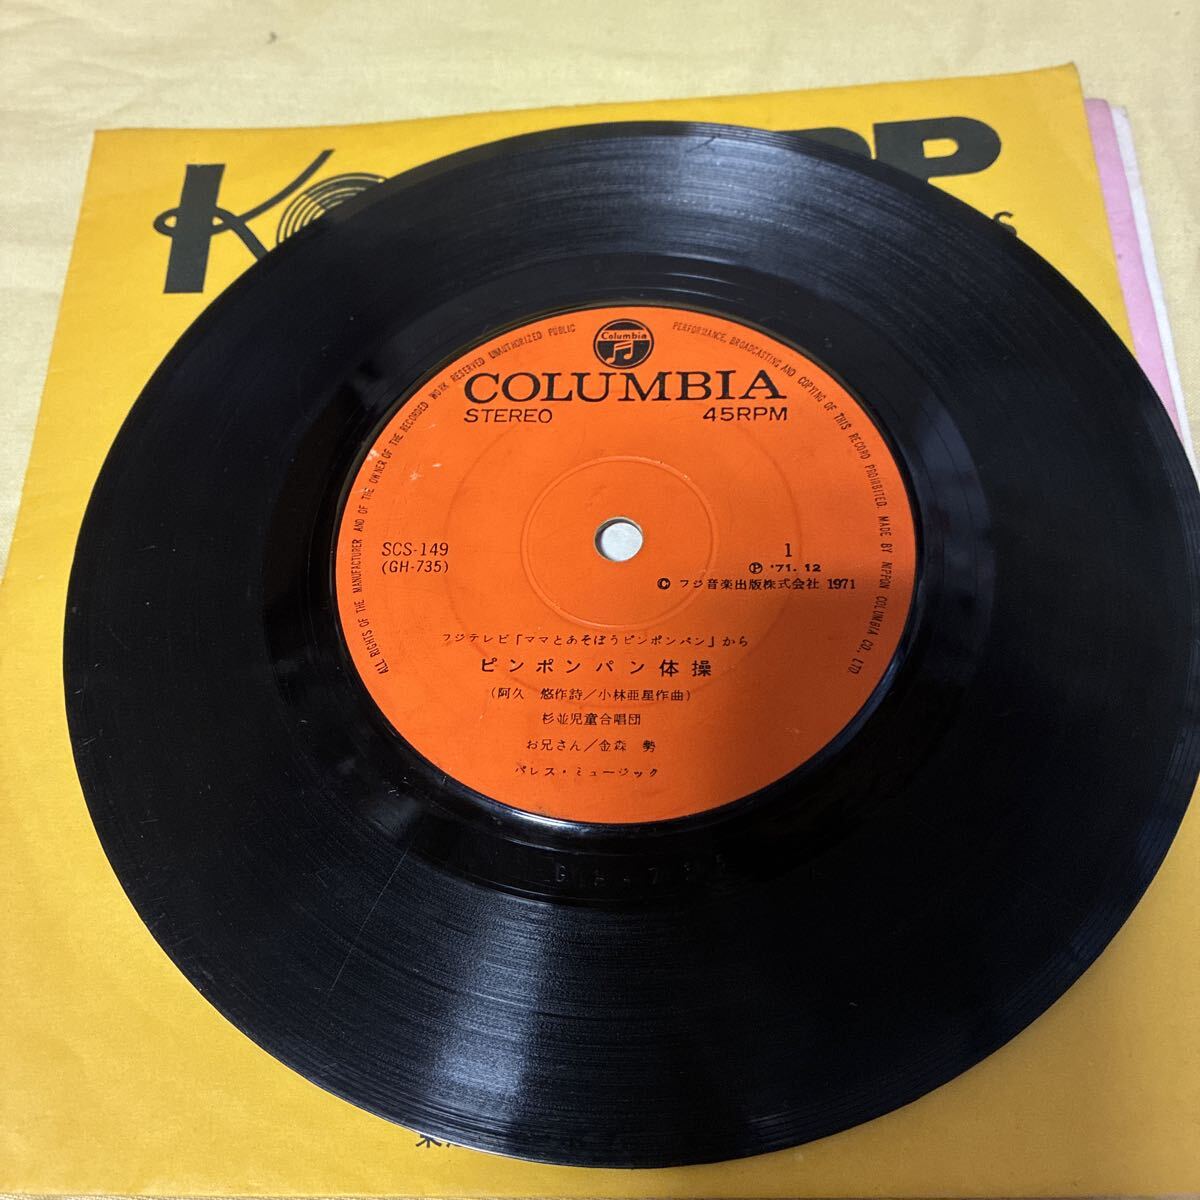 Columbia
COLUMBIA
STEREO 45RPM
SCS-149 1
(GH-735) Ⓟ '71. 12
© フジ音楽出版株式会社 1971
フジテレビ「ママとあそぼうピンポンパン」から
ピンポンパン体操
(阿久 悠作詩/小林亜星作曲)
杉並児童合唱団
お兄さん/金森 勢
パレス・ミュージック
ALL RIGHTS OF THE MANUFACTURER AND OF THE OWNER OF THE RECORDED WORK RESERVED UNAUTHORIZED PUBLIC PERFORMANCE, BROADCASTING AND COPYING OF THIS RECORD PROHIBITED. MADE BY NIPPON COLUMBIA CO., LTD.